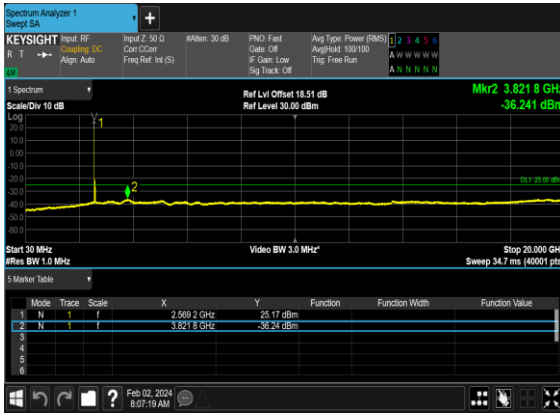 Spectrum Analyzer 1
Swept SA
KEYSIGHT
R T
Input: RF
Coupling: DC
Align: Auto
Input Z: 50 Ω
Corr CCorr
Freq Ref: Int (S)
#Atten: 30 dB
PNO: Fast
Gate: Off
IF Gain: Low
Sig Track: Off
Avg Type: Power (RMS)
Avg|Hold: 100/100
Trig: Free Run
1 2 3 4 5 6
A W W W W W
A N N N N N
1 Spectrum
Scale/Div 10 dB
Ref Lvl Offset 18.51 dB
Ref Level 30.00 dBm
Mkr2 3.821 8 GHz
-36.241 dBm
Log
20.0
10.0
0.00
-10.0
-20.0
-30.0
-40.0
-50.0
-60.0
1
2
DL1 -25.00 dBm
Start 30 MHz
#Res BW 1.0 MHz
Video BW 3.0 MHz*
Stop 20.000 GHz
Sweep 34.7 ms (40001 pts)
5 Marker Table
Mode Trace Scale X Y Function Function Width Function Value
1 N 1 f 2.569 2 GHz 25.17 dBm
2 N 1 f 3.821 8 GHz -36.24 dBm
3
4
5
6
Feb 02, 2024
8:07:19 AM